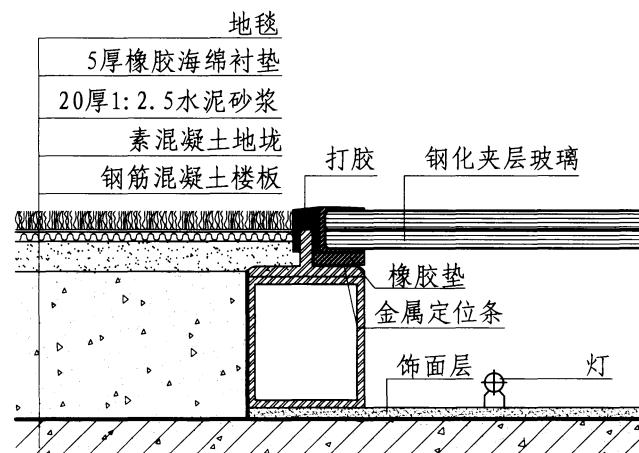 地毯
5厚橡胶海绵衬垫
20厚1:2.5水泥砂浆
素混凝土地垅
钢筋混凝土楼板
打胶
钢化夹层玻璃
橡胶垫
金属定位条
饰面层
灯